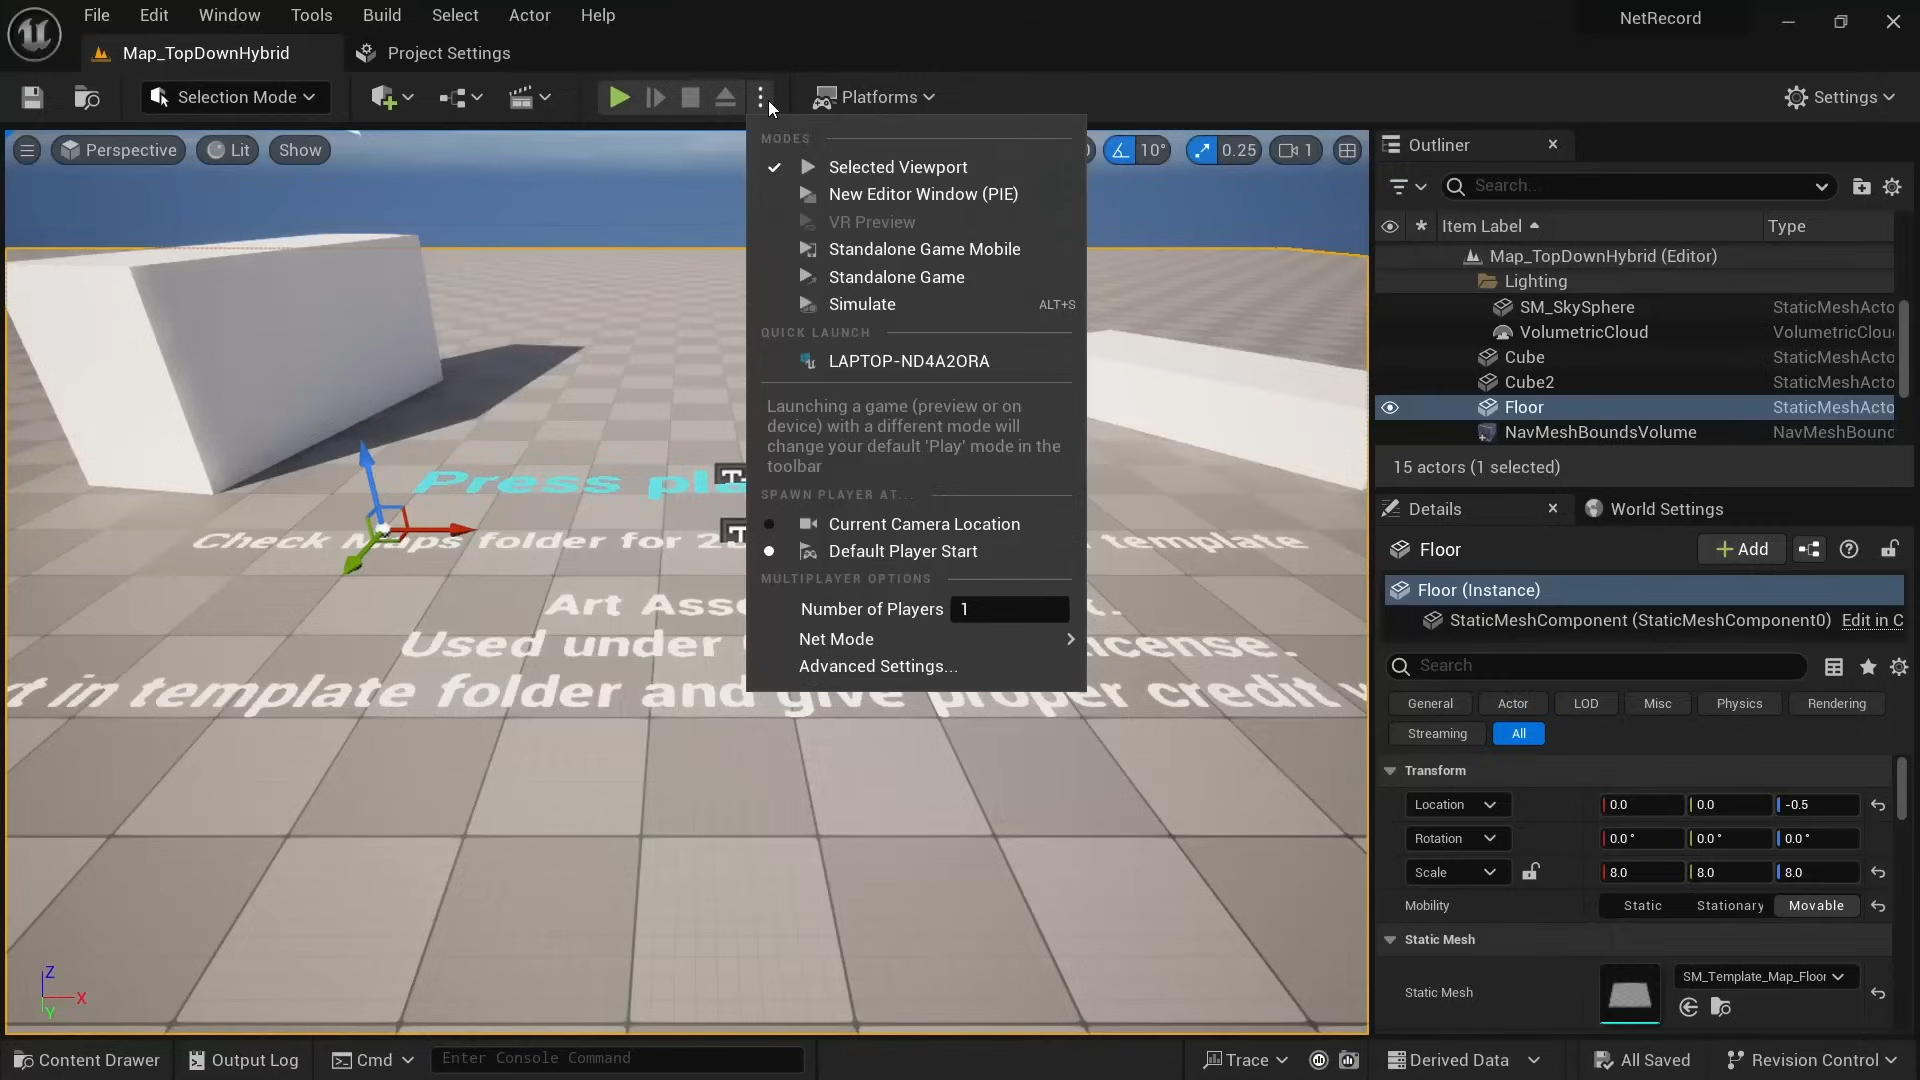 File Edit Window Tools Build Select Actor Help
NetRecord
Map_TopDownHybrid
Project Settings
Selection Mode
Platforms
Settings
Perspective
Lit
Show
10°
0.25
1
MODES
Selected Viewport
New Editor Window (PIE)
VR Preview
Standalone Game Mobile
Standalone Game
Simulate ALT+S
QUICK LAUNCH
LAPTOP-ND4A2ORA
Launching a game (preview or on
device) with a different mode will
change your default 'Play' mode in the
toolbar
SPAWN PLAYER AT...
Current Camera Location
Default Player Start
MULTIPLAYER OPTIONS
Number of Players 1
Net Mode
Advanced Settings...
Press
Check Maps folder for template
Art
Used under
t in template folder and give proper credit
Z
X
Y
Outliner
Search...
Item Label Type
Map_TopDownHybrid (Editor)
Lighting
SM_SkySphere StaticMeshActo
VolumetricCloud VolumetricClou
Cube StaticMeshActo
Cube2 StaticMeshActo
Floor StaticMeshActo
NavMeshBoundsVolume NavMeshBound
15 actors (1 selected)
Details
World Settings
Floor
Add
Floor (Instance)
StaticMeshComponent (StaticMeshComponent0) Edit in C
Search
General Actor LOD Misc Physics Rendering
Streaming All
Transform
Location 0.0 0.0 -0.5
Rotation 0.0° 0.0° 0.0°
Scale 8.0 8.0 8.0
Mobility Static Stationary Movable
Static Mesh
Static Mesh SM_Template_Map_Floor
Content Drawer
Output Log
Cmd
Enter Console Command
Trace
Derived Data
All Saved
Revision Control